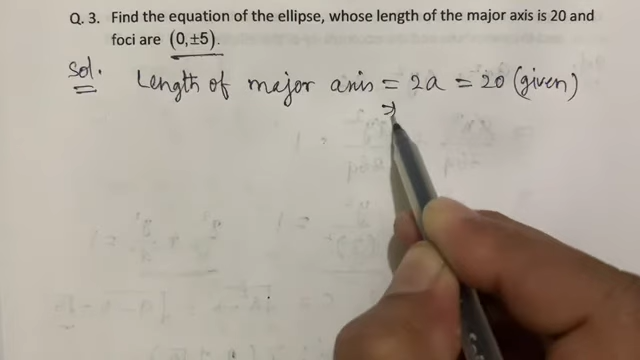 Q. 3. Find the equation of the ellipse, whose length of the major axis is 20 and
foci are (0,±5).
Sol. Length of major axis = 2a = 20 (given)
⇒